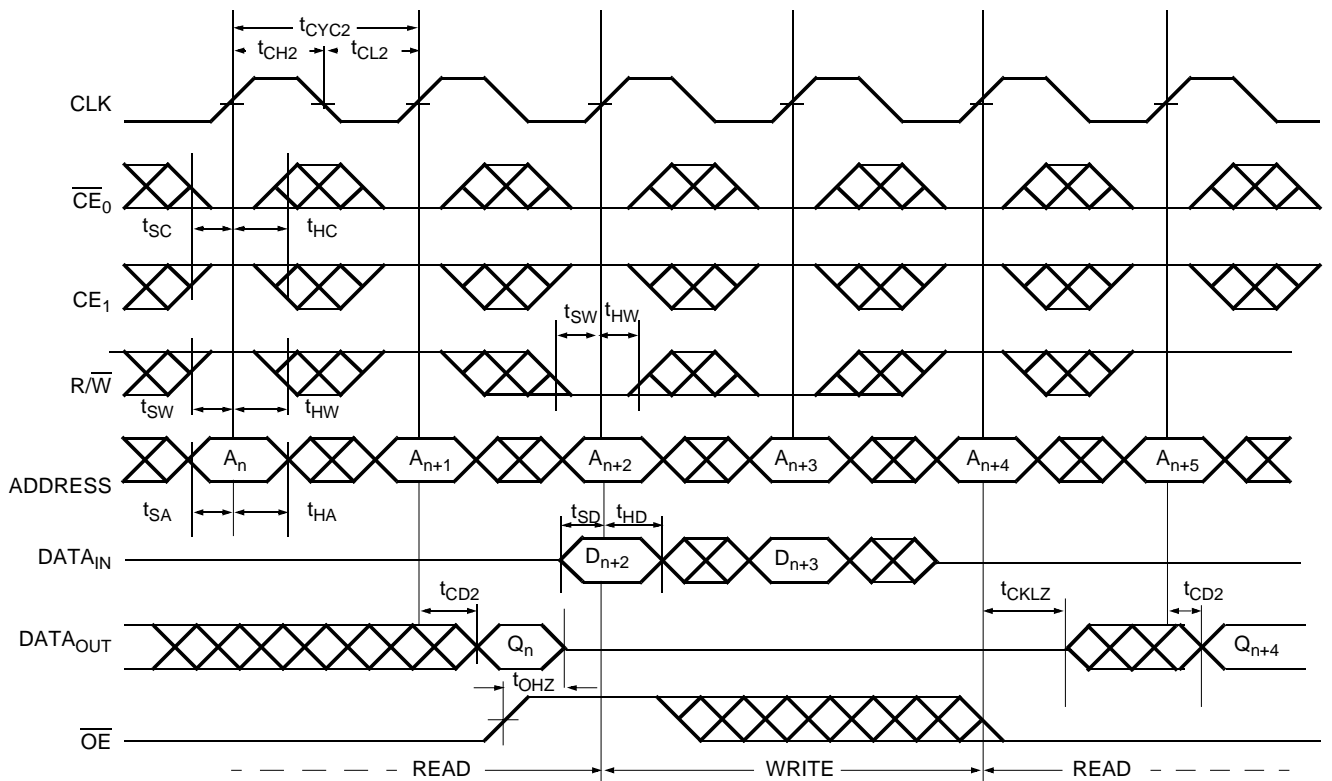 tCYC2
tCH2 tCL2
CLK
CE0
tSC tHC
CE1
tSW tHW
R/W
tSW tHW
An An+1 An+2 An+3 An+4 An+5
ADDRESS
tSA tHA
tSD tHD
DATAIN Dn+2 Dn+3
tCD2 tCKLZ tCD2
DATAOUT Qn Qn+4
tOHZ
OE
READ WRITE READ